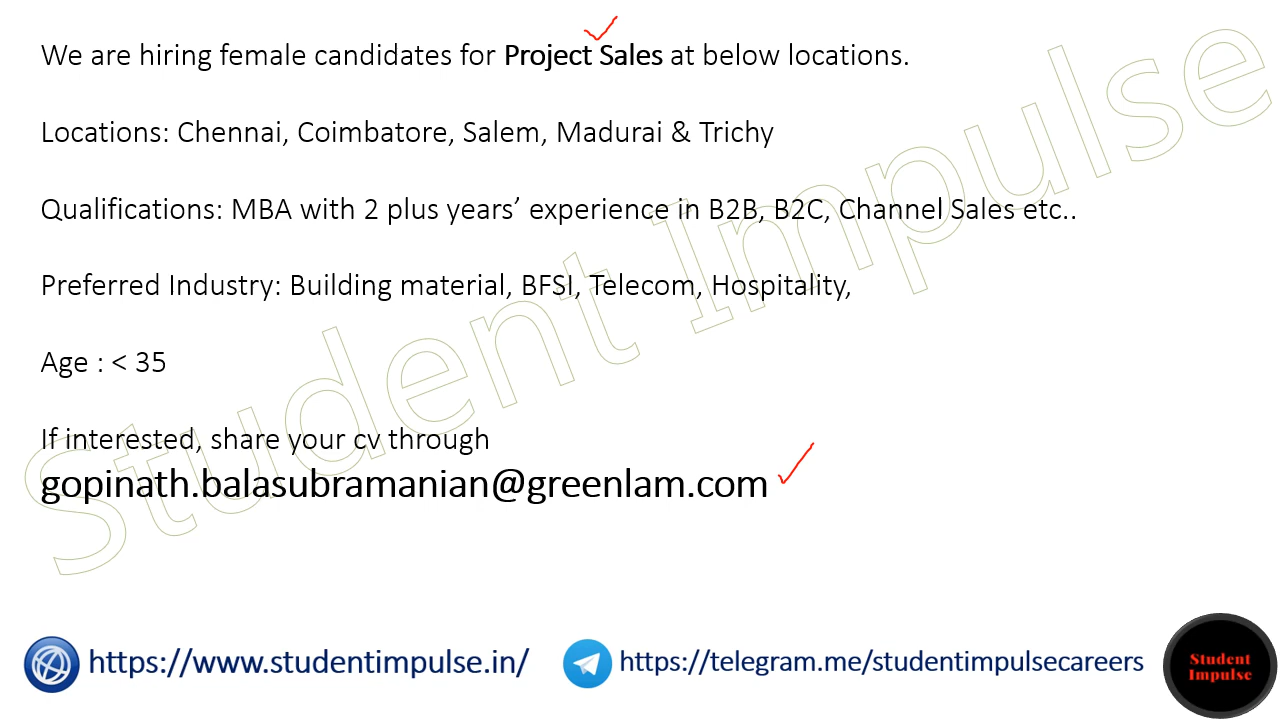 We are hiring female candidates for Project Sales at below locations.
Locations: Chennai, Coimbatore, Salem, Madurai & Trichy
Qualifications: MBA with 2 plus years’ experience in B2B, B2C, Channel Sales etc..
Preferred Industry: Building material, BFSI, Telecom, Hospitality,
Age : < 35
If interested, share your cv through
gopinath.balasubramanian@greenlam.com
Student Impulse
https://www.studentimpulse.in/
https://telegram.me/studentimpulsecareers
Student
Impulse